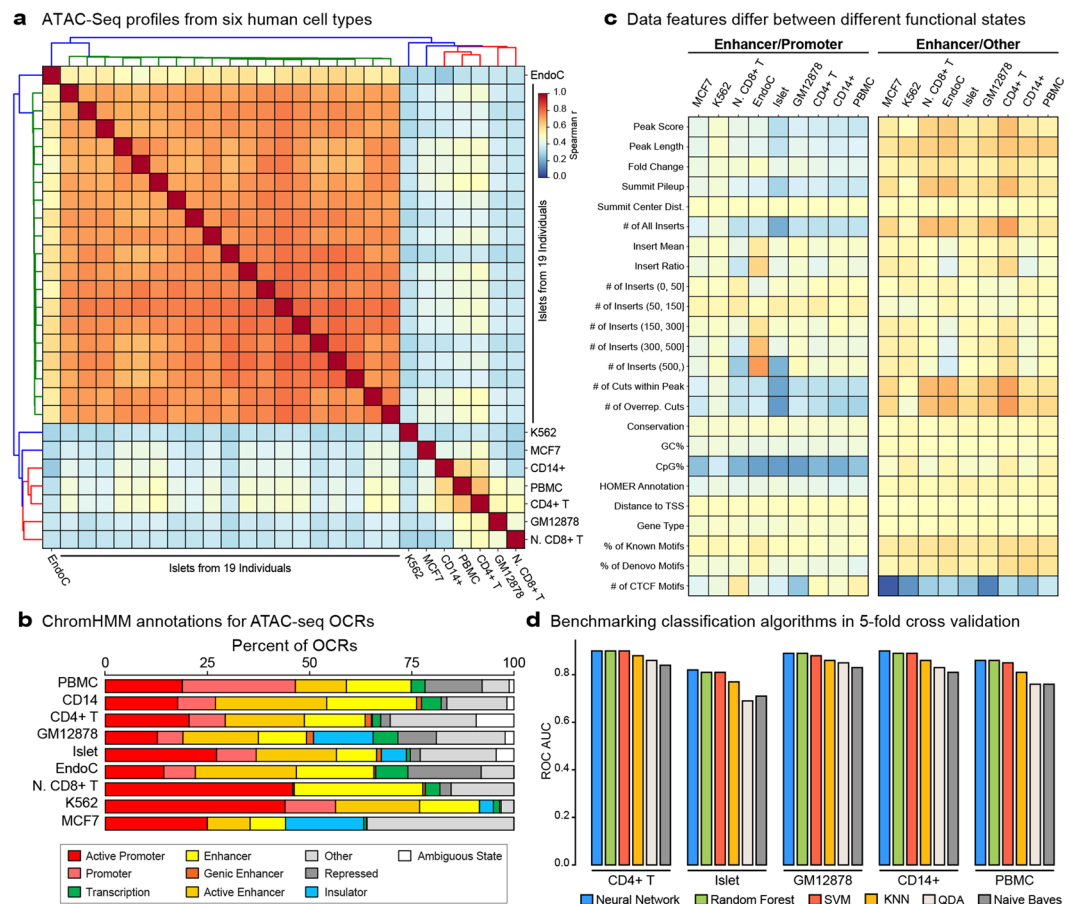 a ATAC-Seq profiles from six human cell types
EndoC
1.0
0.8
0.6
0.4
0.2
0.0
Spearman r
Islets from 19 Individuals
K562
MCF7
CD14+
PBMC
CD4+ T
GM12878
N. CD8+ T
EndoC
Islets from 19 Individuals
K562
MCF7
CD14+
PBMC
CD4+ T
GM12878
N. CD8+ T
b ChromHMM annotations for ATAC-seq OCRs
Percent of OCRs
0 25 50 75 100
PBMC
CD14
CD4+ T
GM12878
Islet
EndoC
N. CD8+ T
K562
MCF7
Active Promoter Enhancer Other Ambiguous State
Promoter Genic Enhancer Repressed
Transcription Active Enhancer Insulator
c Data features differ between different functional states
Enhancer/Promoter Enhancer/Other
MCF7 K562 N. CD8+ T EndoC Islet GM12878 CD4+ T CD14+ PBMC MCF7 K562 N. CD8+ T EndoC Islet GM12878 CD4+ T CD14+ PBMC
Peak Score
Peak Length
Fold Change
Summit Pileup
Summit Center Dist.
# of All Inserts
Insert Mean
Insert Ratio
# of Inserts (0, 50]
# of Inserts (50, 150]
# of Inserts (150, 300]
# of Inserts (300, 500]
# of Inserts (500,)
# of Cuts within Peak
# of Overrep. Cuts
Conservation
GC%
CpG%
HOMER Annotation
Distance to TSS
Gene Type
% of Known Motifs
% of Denovo Motifs
# of CTCF Motifs
d Benchmarking classification algorithms in 5-fold cross validation
ROC AUC
0.8
0.6
0.4
0.2
0.0
CD4+ T Islet GM12878 CD14+ PBMC
Neural Network Random Forest SVM KNN QDA Naive Bayes